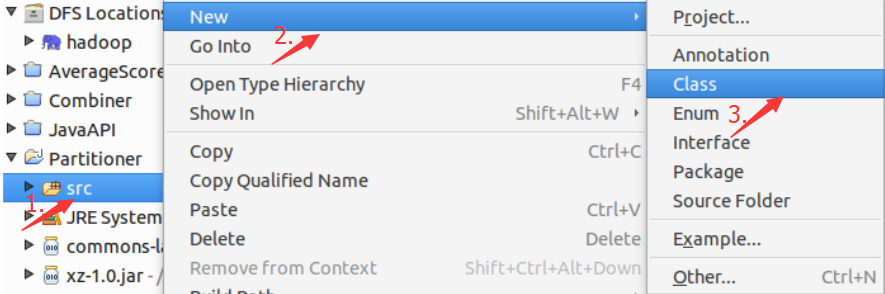 DFS Locations
hadoop
AverageScore
Combiner
JavaAPI
Partitioner
src
1.
JRE System
commons-la
xz-1.0.jar - /
New
2.
Go Into
Open Type Hierarchy F4
Show In Shift+Alt+W
Copy Ctrl+C
Copy Qualified Name
Paste Ctrl+V
Delete Delete
Remove from Context Shift+Ctrl+Alt+Down
Build Path
Project...
Annotation
Class
Enum
3.
Interface
Package
Source Folder
Example...
Other... Ctrl+N